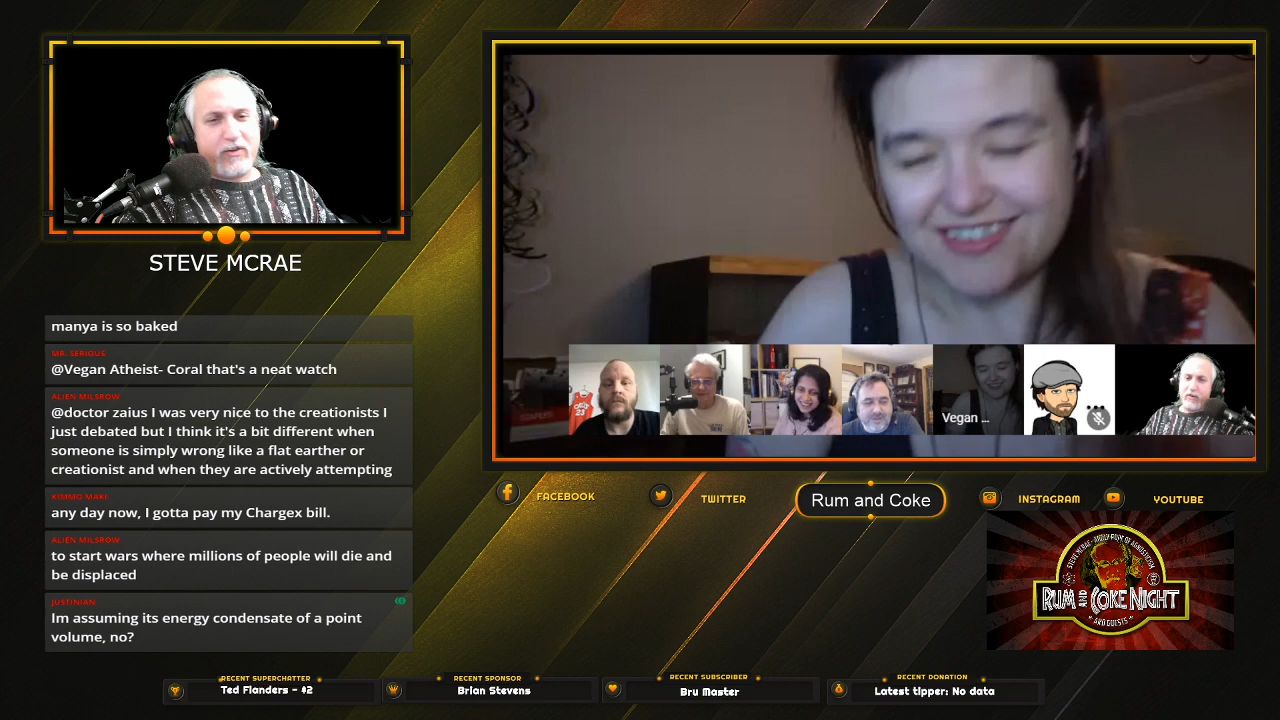 STEVE MCRAE
manya is so baked
MR. SERIOUS
@Vegan Atheist- Coral that's a neat watch
ALIEN MILSROW
@doctor zaius I was very nice to the creationists I
just debated but I think it's a bit different when
someone is simply wrong like a flat earther or
creationist and when they are actively attempting
KIMMO MAKI
any day now, I gotta pay my Chargex bill.
ALIEN MILSROW
to start wars where millions of people will die and
be displaced
JUSTINIAN
Im assuming its energy condensate of a point
volume, no?
23
Vegan ...
FACEBOOK
TWITTER
Rum and Coke
INSTAGRAM
YOUTUBE
RUM AND COKE NIGHT
AND GUESTS
RECENT SUPERCHATTER
Ted Flanders - $2
RECENT SPONSOR
Brian Stevens
RECENT SUBSCRIBER
Bru Master
RECENT DONATION
Latest tipper: No data